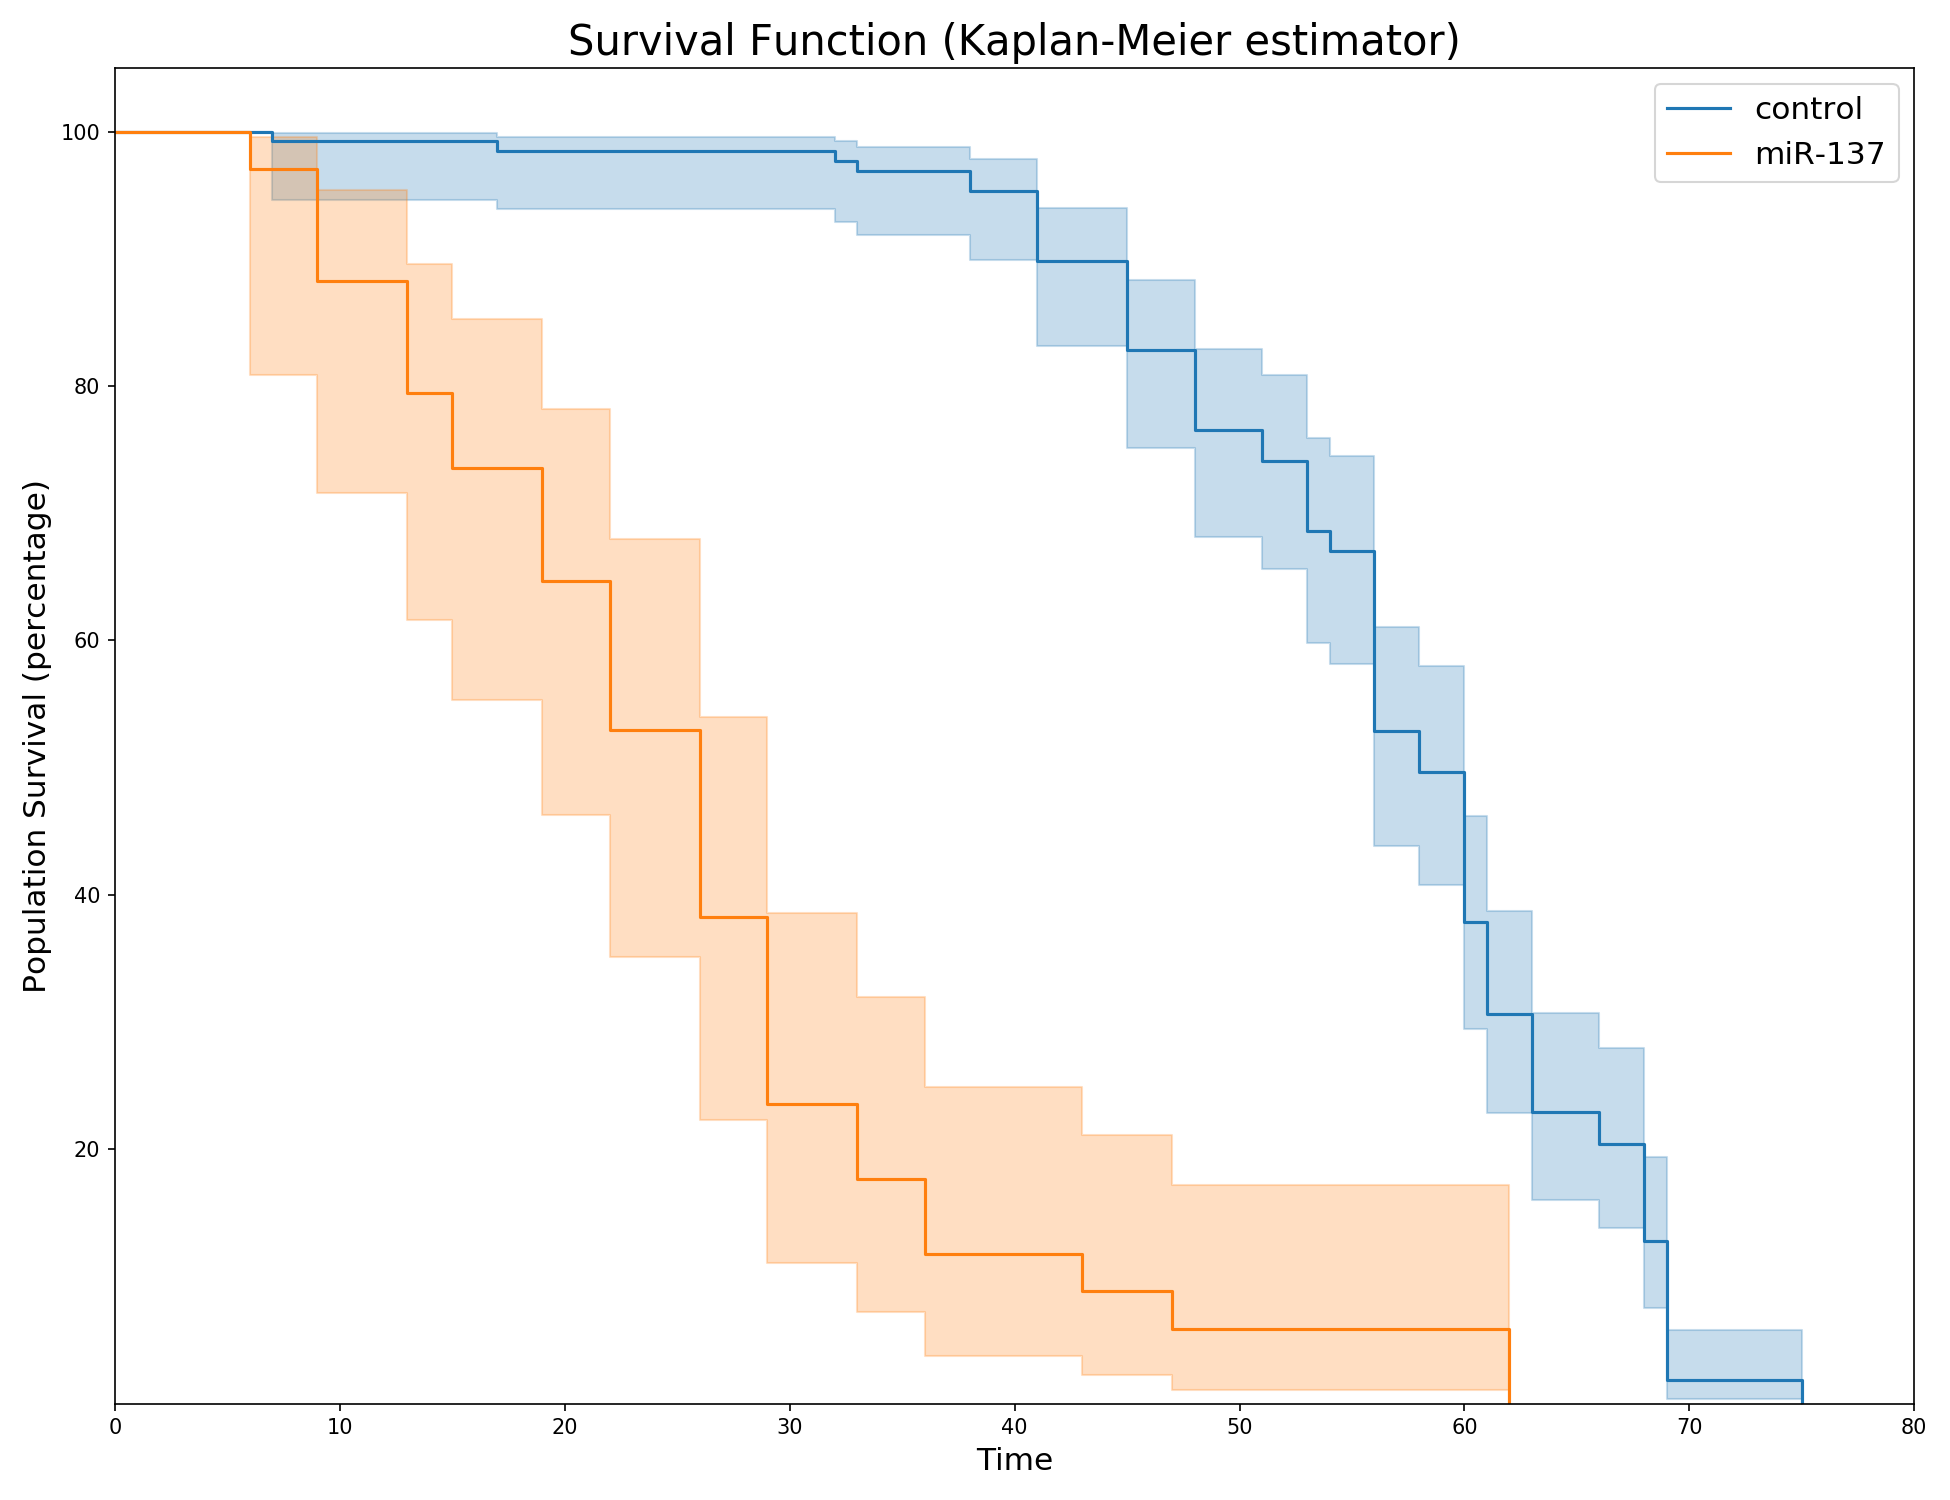 Survival Function (Kaplan-Meier estimator)
control
miR-137
Population Survival (percentage)
100
80
60
40
20
0 10 20 30 40 50 60 70 80
Time